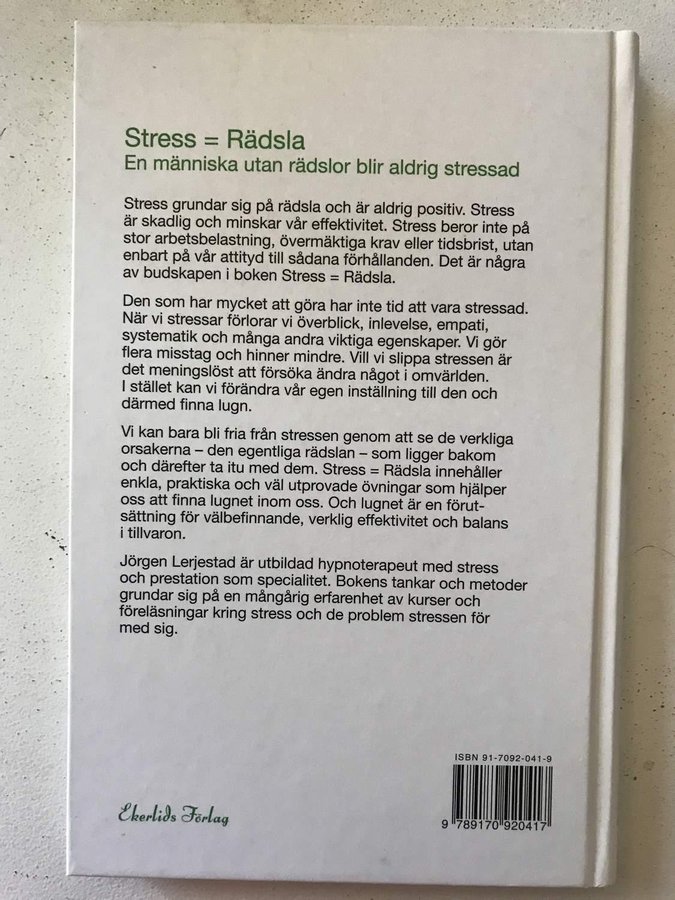 Stress = Rädsla
En människa utan rädslor blir aldrig stressad
Stress grundar sig på rädsla och är aldrig positiv. Stress
är skadlig och minskar vår effektivitet. Stress beror inte på
stor arbetsbelastning, övermäktiga krav eller tidsbrist, utan
enbart på vår attityd till sådana förhållanden. Det är några
av budskapen i boken Stress = Rädsla.
Den som har mycket att göra har inte tid att vara stressad.
När vi stressar förlorar vi överblick, inlevelse, empati,
systematik och många andra viktiga egenskaper. Vi gör
flera misstag och hinner mindre. Vill vi slippa stressen är
det meningslöst att försöka ändra något i omvärlden.
I stället kan vi förändra vår egen inställning till den och
därmed finna lugn.
Vi kan bara bli fria från stressen genom att se de verkliga
orsakerna – den egentliga rädslan – som ligger bakom
och därefter ta itu med dem. Stress = Rädsla innehåller
enkla, praktiska och väl utprovade övningar som hjälper
oss att finna lugnet inom oss. Och lugnet är en förut-
sättning för välbefinnande, verklig effektivitet och balans
i tillvaron.
Jörgen Lerjestad är utbildad hypnoterapeut med stress
och prestation som specialitet. Bokens tankar och metoder
grundar sig på en mångårig erfarenhet av kurser och
föreläsningar kring stress och de problem stressen för
med sig.
ISBN 91-7092-041-9
9 789170 920417
Ekerlids Förlag